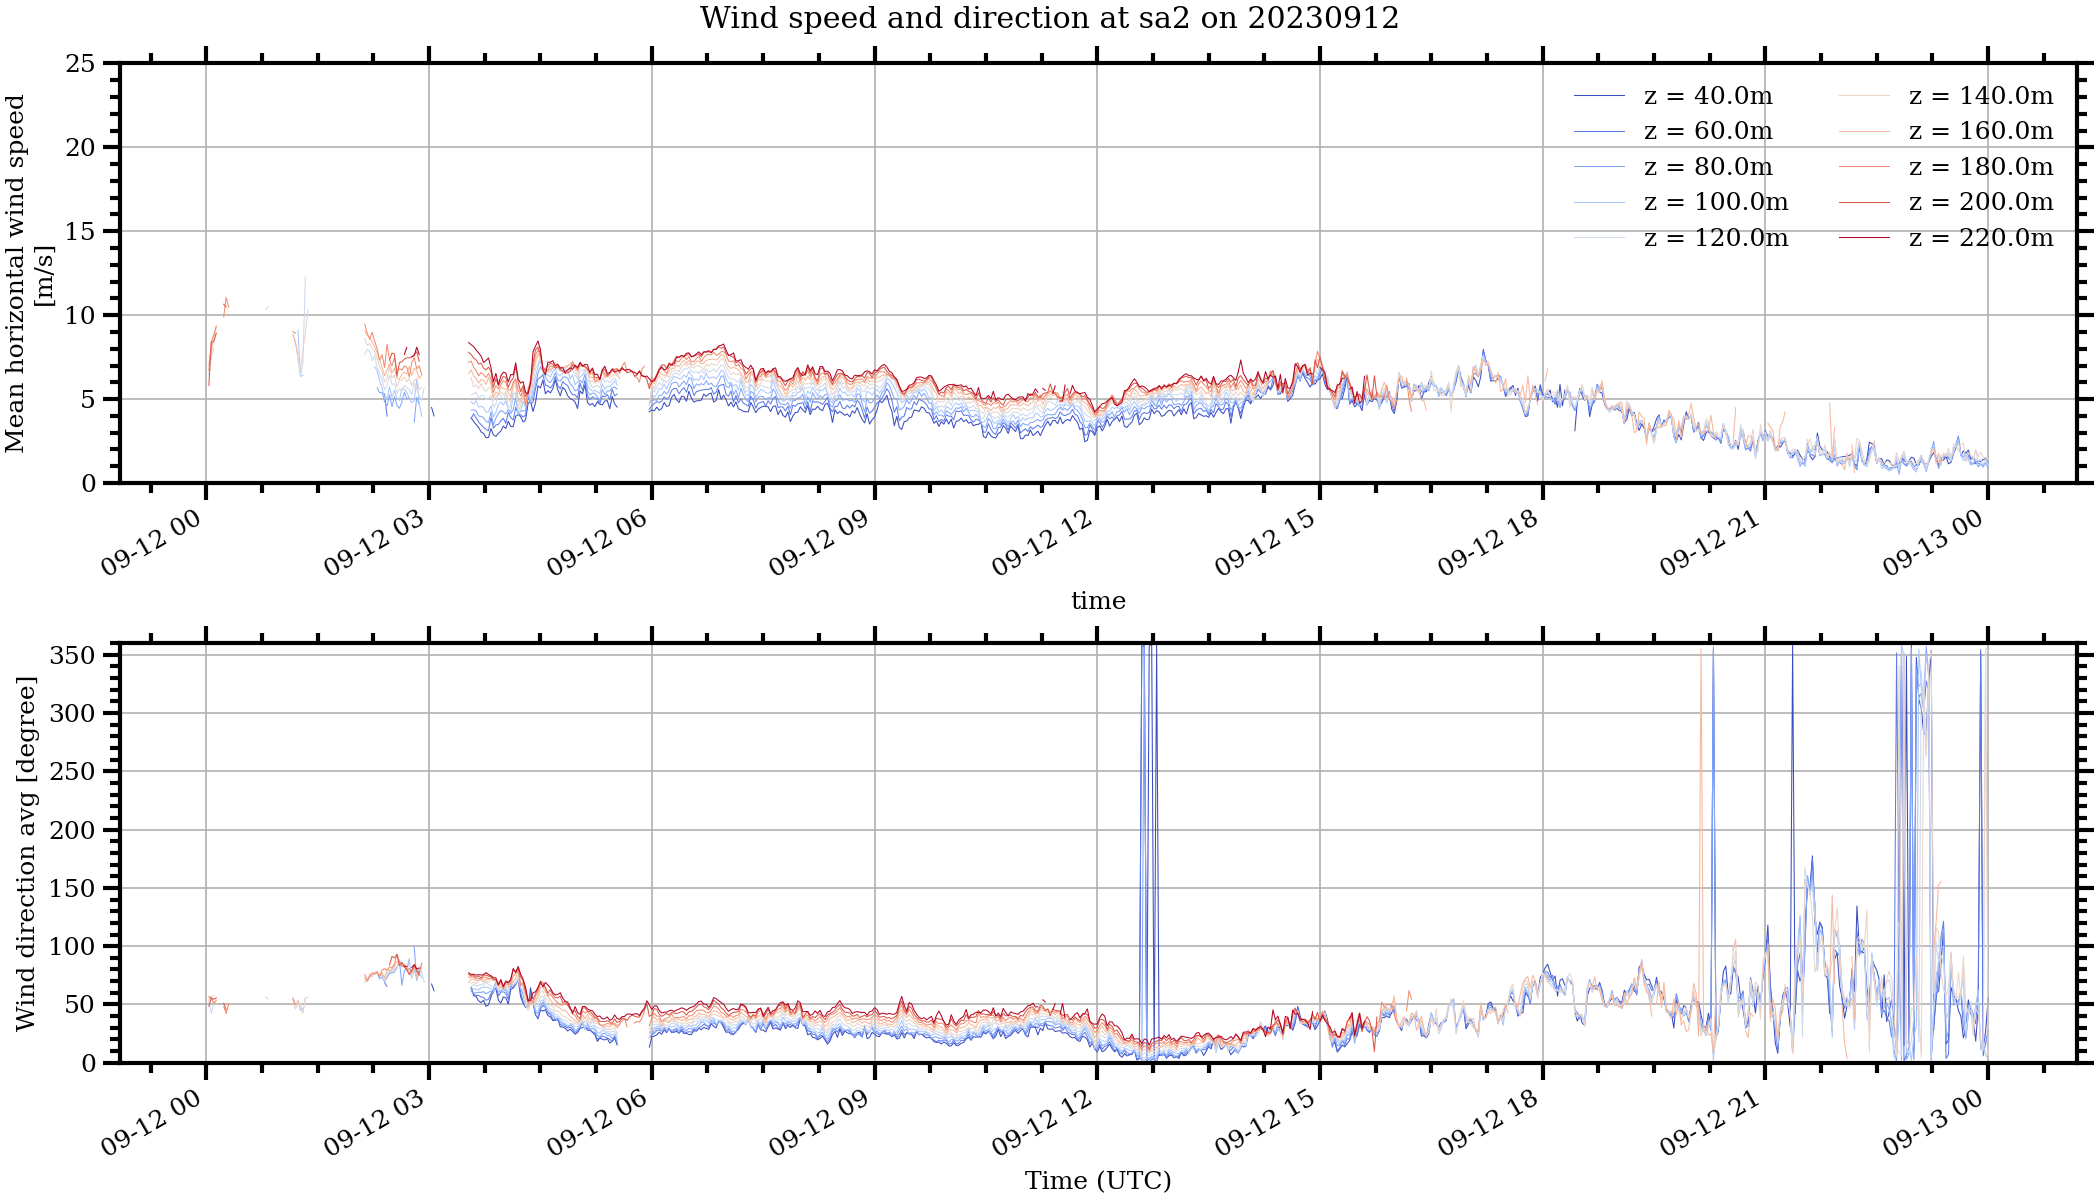 Wind speed and direction at sa2 on 20230912
Mean horizontal wind speed
[m/s]
25
20
15
10
5
0
z = 40.0m
z = 60.0m
z = 80.0m
z = 100.0m
z = 120.0m
z = 140.0m
z = 160.0m
z = 180.0m
z = 200.0m
z = 220.0m
09-12 00
09-12 03
09-12 06
09-12 09
09-12 12
09-12 15
09-12 18
09-12 21
09-13 00
time
Wind direction avg [degree]
350
300
250
200
150
100
50
0
09-12 00
09-12 03
09-12 06
09-12 09
09-12 12
09-12 15
09-12 18
09-12 21
09-13 00
Time (UTC)